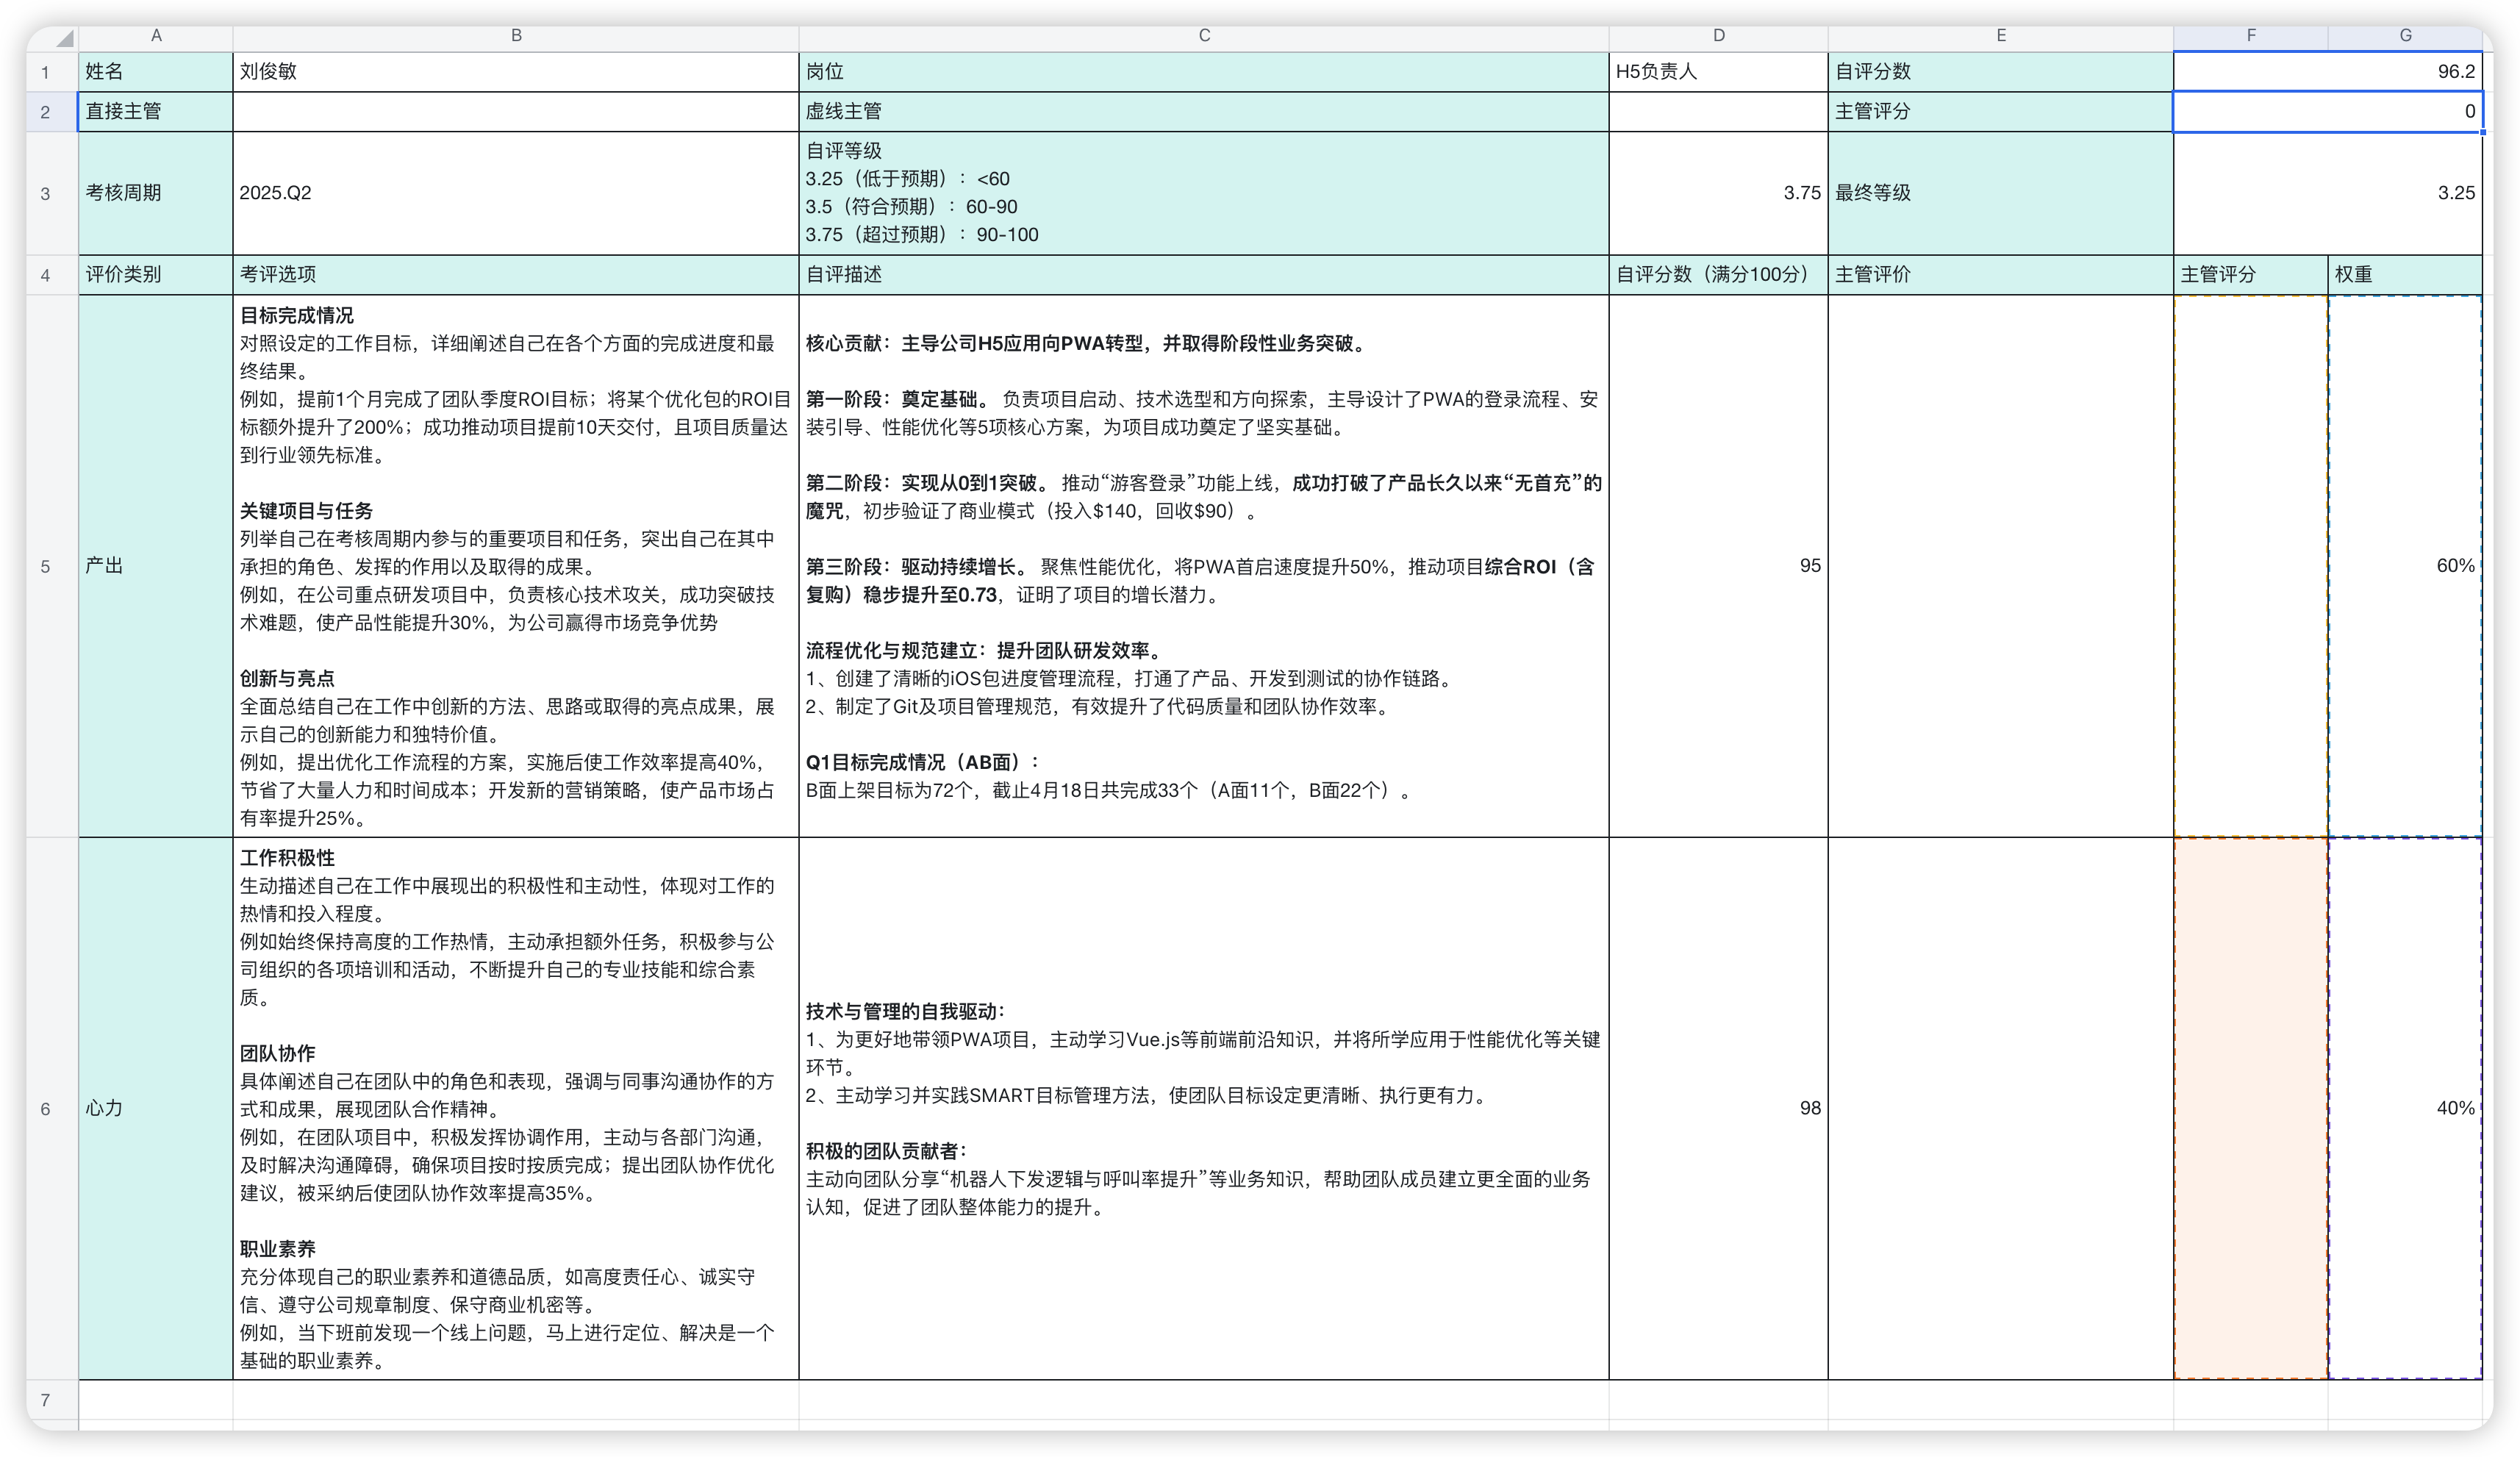 A B C D E F G
1 姓名 刘俊敏 岗位 H5负责人 自评分数 96.2
2 直接主管 虚线主管 主管评分 0
3 考核周期 2025.Q2
自评等级
3.25（低于预期）：<60
3.5（符合预期）：60-90
3.75（超过预期）：90-100
3.75 最终等级 3.25
4 评价类别 考评选项 自评描述 自评分数（满分100分） 主管评价 主管评分 权重
5 产出
目标完成情况
对照设定的工作目标，详细阐述自己在各个方面的完成进度和最
终结果。
例如，提前1个月完成了团队季度ROI目标；将某个优化包的ROI目
标额外提升了200%；成功推动项目提前10天交付，且项目质量达
到行业领先标准。
关键项目与任务
列举自己在考核周期内参与的重要项目和任务，突出自己在其中
承担的角色、发挥的作用以及取得的成果。
例如，在公司重点研发项目中，负责核心技术攻关，成功突破技
术难题，使产品性能提升30%，为公司赢得市场竞争优势
创新与亮点
全面总结自己在工作中创新的方法、思路或取得的亮点成果，展
示自己的创新能力和独特价值。
例如，提出优化工作流程的方案，实施后使工作效率提高40%，
节省了大量人力和时间成本；开发新的营销策略，使产品市场占
有率提升25%。
核心贡献：主导公司H5应用向PWA转型，并取得阶段性业务突破。
第一阶段：奠定基础。 负责项目启动、技术选型和方向探索，主导设计了PWA的登录流程、安
装引导、性能优化等5项核心方案，为项目成功奠定了坚实基础。
第二阶段：实现从0到1突破。 推动“游客登录”功能上线，成功打破了产品长久以来“无首充”的
魔咒，初步验证了商业模式（投入$140，回收$90）。
第三阶段：驱动持续增长。 聚焦性能优化，将PWA首启速度提升50%，推动项目综合ROI（含
复购）稳步提升至0.73，证明了项目的增长潜力。
流程优化与规范建立：提升团队研发效率。
1、创建了清晰的iOS包进度管理流程，打通了产品、开发到测试的协作链路。
2、制定了Git及项目管理规范，有效提升了代码质量和团队协作效率。
Q1目标完成情况（AB面）：
B面上架目标为72个，截止4月18日共完成33个（A面11个，B面22个）。
95 60%
6 心力
工作积极性
生动描述自己在工作中展现出的积极性和主动性，体现对工作的
热情和投入程度。
例如始终保持高度的工作热情，主动承担额外任务，积极参与公
司组织的各项培训和活动，不断提升自己的专业技能和综合素
质。
团队协作
具体阐述自己在团队中的角色和表现，强调与同事沟通协作的方
式和成果，展现团队合作精神。
例如，在团队项目中，积极发挥协调作用，主动与各部门沟通，
及时解决沟通障碍，确保项目按时按质完成；提出团队协作优化
建议，被采纳后使团队协作效率提高35%。
职业素养
充分体现自己的职业素养和道德品质，如高度责任心、诚实守
信、遵守公司规章制度、保守商业机密等。
例如，当下班前发现一个线上问题，马上进行定位、解决是一个
基础的职业素养。
技术与管理的自我驱动：
1、为更好地带领PWA项目，主动学习Vue.js等前端前沿知识，并将所学应用于性能优化等关键
环节。
2、主动学习并实践SMART目标管理方法，使团队目标设定更清晰、执行更有力。
积极的团队贡献者：
主动向团队分享“机器人下发逻辑与呼叫率提升”等业务知识，帮助团队成员建立更全面的业务
认知，促进了团队整体能力的提升。
98 40%
7